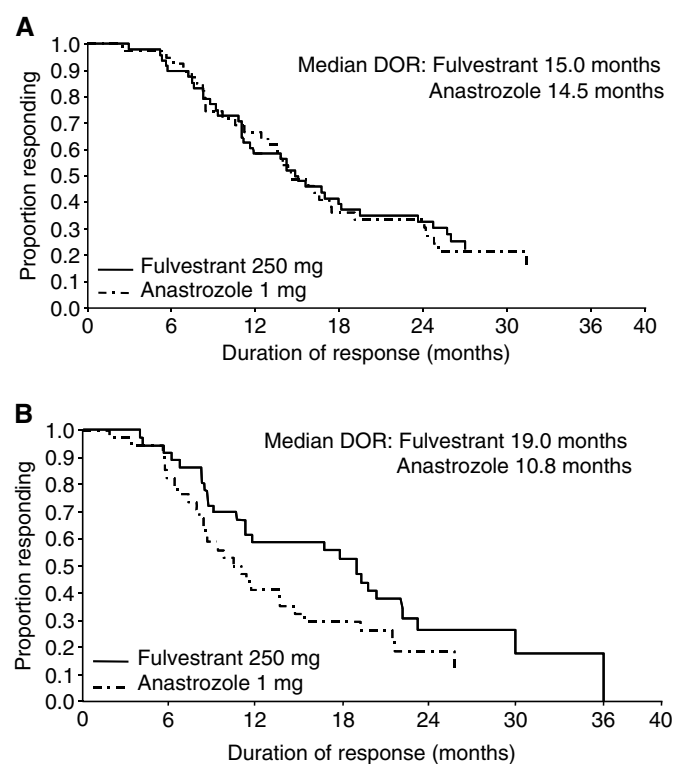 A
Median DOR: Fulvestrant 15.0 months
Anastrozole 14.5 months
Proportion responding
1.0
0.9
0.8
0.7
0.6
0.5
0.4
0.3
0.2
0.1
0.0
Fulvestrant 250 mg
Anastrozole 1 mg
0 6 12 18 24 30 36 40
Duration of response (months)
B
Median DOR: Fulvestrant 19.0 months
Anastrozole 10.8 months
Proportion responding
1.0
0.9
0.8
0.7
0.6
0.5
0.4
0.3
0.2
0.1
0.0
Fulvestrant 250 mg
Anastrozole 1 mg
0 6 12 18 24 30 36 40
Duration of response (months)